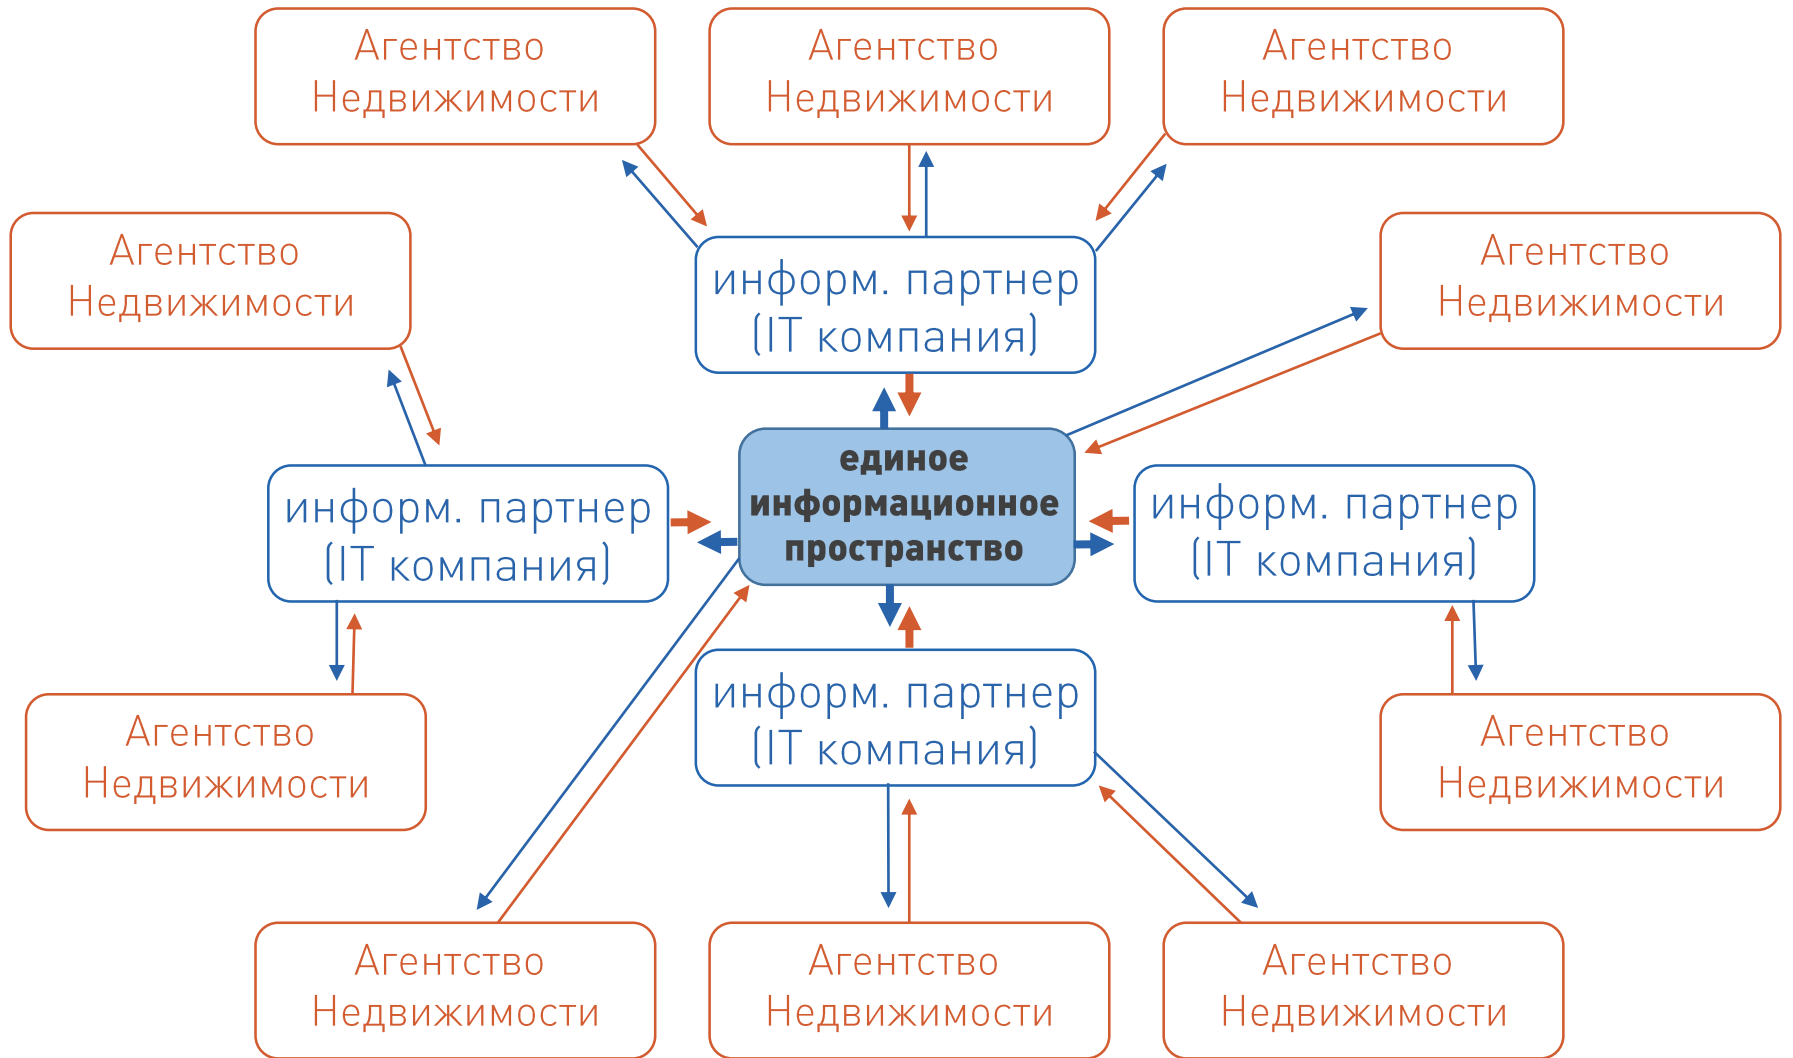 Агентство
Недвижимости
Агентство
Недвижимости
Агентство
Недвижимости
Агентство
Недвижимости
информ. партнер
(IT компания)
Агентство
Недвижимости
информ. партнер
(IT компания)
единое
информационное
пространство
информ. партнер
(IT компания)
Агентство
Недвижимости
информ. партнер
(IT компания)
Агентство
Недвижимости
Агентство
Недвижимости
Агентство
Недвижимости
Агентство
Недвижимости